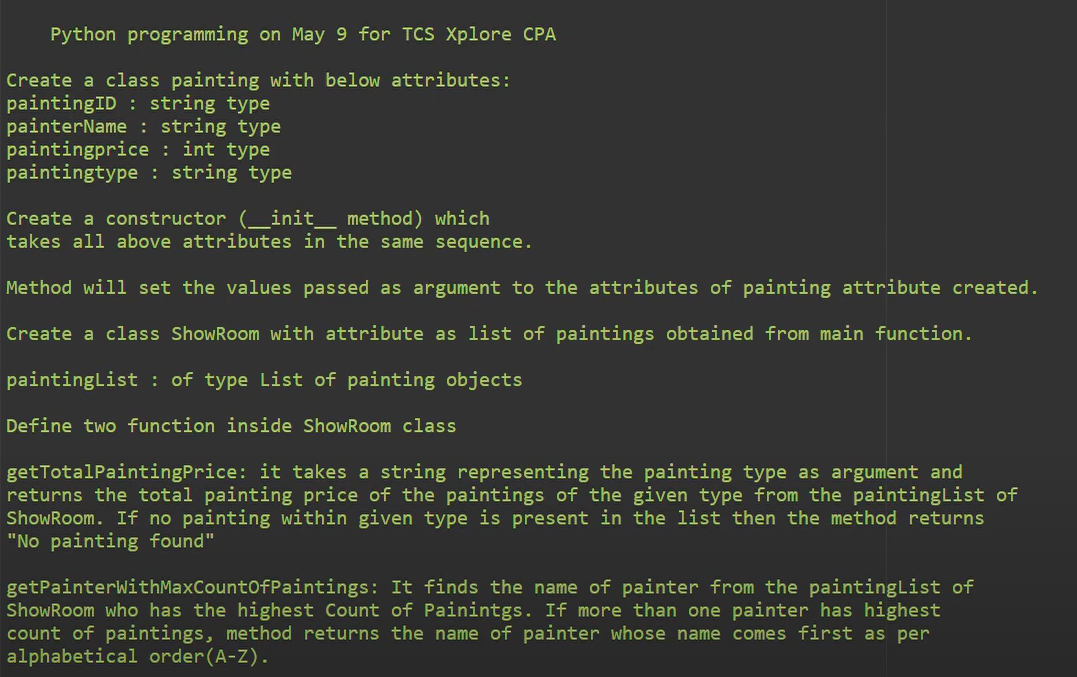 Python programming on May 9 for TCS Xplore CPA
Create a class painting with below attributes:
paintingID : string type
painterName : string type
paintingprice : int type
paintingtype : string type
Create a constructor (__init__ method) which
takes all above attributes in the same sequence.
Method will set the values passed as argument to the attributes of painting attribute created.
Create a class ShowRoom with attribute as list of paintings obtained from main function.
paintingList : of type List of painting objects
Define two function inside ShowRoom class
getTotalPaintingPrice: it takes a string representing the painting type as argument and
returns the total painting price of the paintings of the given type from the paintingList of
ShowRoom. If no painting within given type is present in the list then the method returns
"No painting found"
getPainterWithMaxCountOfPaintings: It finds the name of painter from the paintingList of
ShowRoom who has the highest Count of Painintgs. If more than one painter has highest
count of paintings, method returns the name of painter whose name comes first as per
alphabetical order(A-Z).